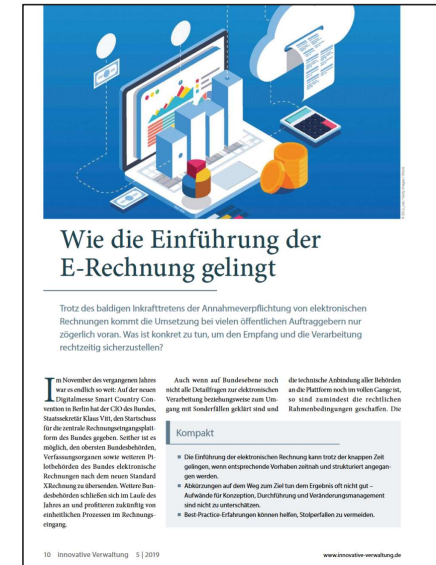 Wie die Einführung der
E-Rechnung gelingt
Trotz des baldigen Inkrafttretens der Annahmeverpflichtung von elektronischen
Rechnungen kommt die Umsetzung bei vielen öffentlichen Auftraggebern nur
zögerlich voran. Was ist konkret zu tun, um den Empfang und die Verarbeitung
rechtzeitig sicherzustellen?
Im November des vergangenen Jahres
war es endlich so weit: Auf der neuen
Digitalmesse Smart Country Con-
vention in Berlin hat der CIO des Bundes,
Staatssekretär Klaus Vitt, den Startschuss
für die zentrale Rechnungseingangsplatt-
form des Bundes gegeben. Seither ist es
möglich, den obersten Bundesbehörden,
Verfassungsorganen sowie weiteren Pi-
lotbehörden des Bundes elektronische
Rechnungen nach dem neuen Standard
XRechnung zu übersenden. Weitere Bun-
desbehörden schließen sich im Laufe des
Jahres an und profitieren zukünftig von
einheitlichen Prozessen im Rechnungs-
eingang.
Auch wenn auf Bundesebene noch
nicht alle Detailfragen zur elektronischen
Verarbeitung beziehungsweise zum Um-
gang mit Sonderfällen geklärt sind und
die technische Anbindung aller Behörden
an die Plattform noch im vollen Gange ist,
so sind zumindest die rechtlichen
Rahmenbedingungen geschaffen. Die
Kompakt
■ Die Einführung der elektronischen Rechnung kann trotz der knappen Zeit
gelingen, wenn entsprechende Vorhaben zeitnah und strukturiert angegan-
gen werden.
■ Abkürzungen auf dem Weg zum Ziel tun dem Ergebnis oft nicht gut –
Aufwände für Konzeption, Durchführung und Veränderungsmanagement
sind nicht zu unterschätzen.
■ Best-Practice-Erfahrungen können helfen, Stolperfallen zu vermeiden.
10 innovative Verwaltung 5 | 2019
www.innovative-verwaltung.de